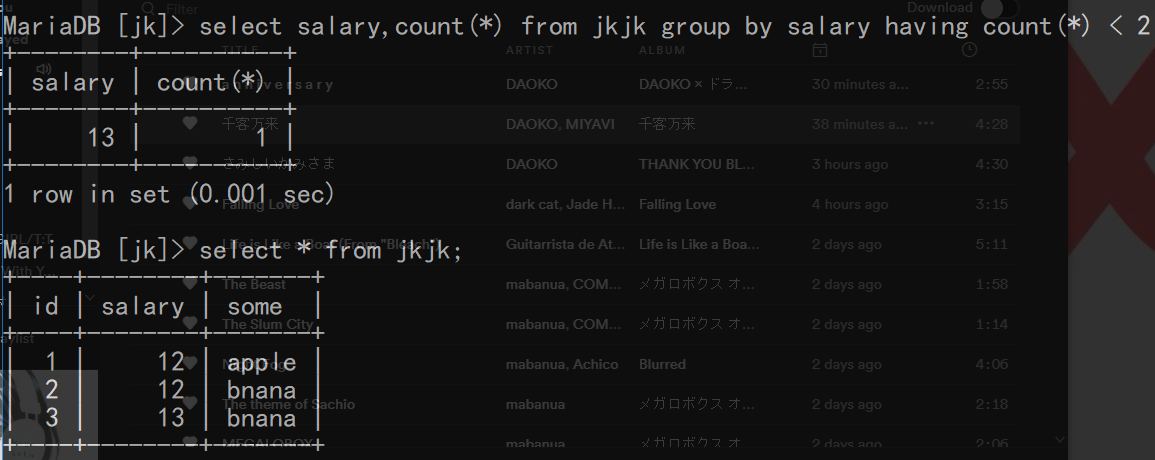 Filter
Download
MariaDB [jk]> select salary,count(*) from jkjk group by salary having count(*) < 2
TITLE ARTIST ALBUM
+--------+----------+
| salary | count(*) |
+--------+----------+
| 13 | 1 |
+--------+----------+
1 row in set (0.001 sec)
anniversary DAOKO DAOKO × ドラ... 30 minutes a... 2:55
千客万来 DAOKO, MIYAVI 千客万来 38 minutes a... ••• 4:28
さみしいかみさま DAOKO THANK YOU BL... 3 hours ago 4:30
Falling Love dark cat, Jade H... Falling Love 4 hours ago 3:15
MariaDB [jk]> select * from jkjk;
Life is Like a Boat (From "Bleach") Guitarrista de At... Life is Like a Boa... 2 days ago 5:11
With Y...
+----+--------+-------+
| id | salary | some |
+----+--------+-------+
| 1 | 12 | apple |
| 2 | 12 | bnana |
| 3 | 13 | bnana |
+----+--------+-------+
The Beast mabanua, COM... メガロボクス オ... 2 days ago 1:58
The Slum City mabanua, COM... メガロボクス オ... 2 days ago 1:14
mabanua, Achico Blurred 2 days ago 4:06
The theme of Sachio mabanua メガロボクス オ... 2 days ago 2:18
MEGALOBOX mabanua メガロボクス オ... 2 days ago 2:06